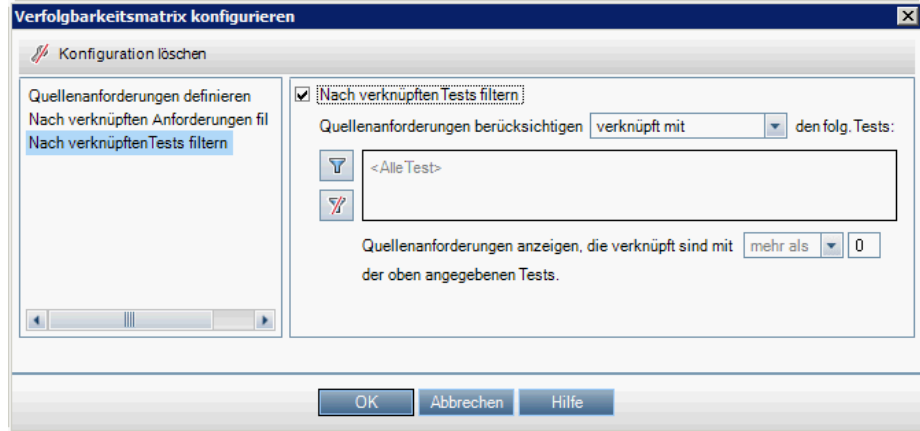 Verfolgbarkeitsmatrix konfigurieren
Konfiguration löschen
Quellenanforderungen definieren
Nach verknüpften Anforderungen fil
Nach verknüpftenTests filtern
Nach verknüpften Tests filtern
Quellenanforderungen berücksichtigen verknüpft mit den folg. Tests:
<AlleTest>
Quellenanforderungen anzeigen, die verknüpft sind mit mehr als 0
der oben angegebenen Tests.
OK Abbrechen Hilfe